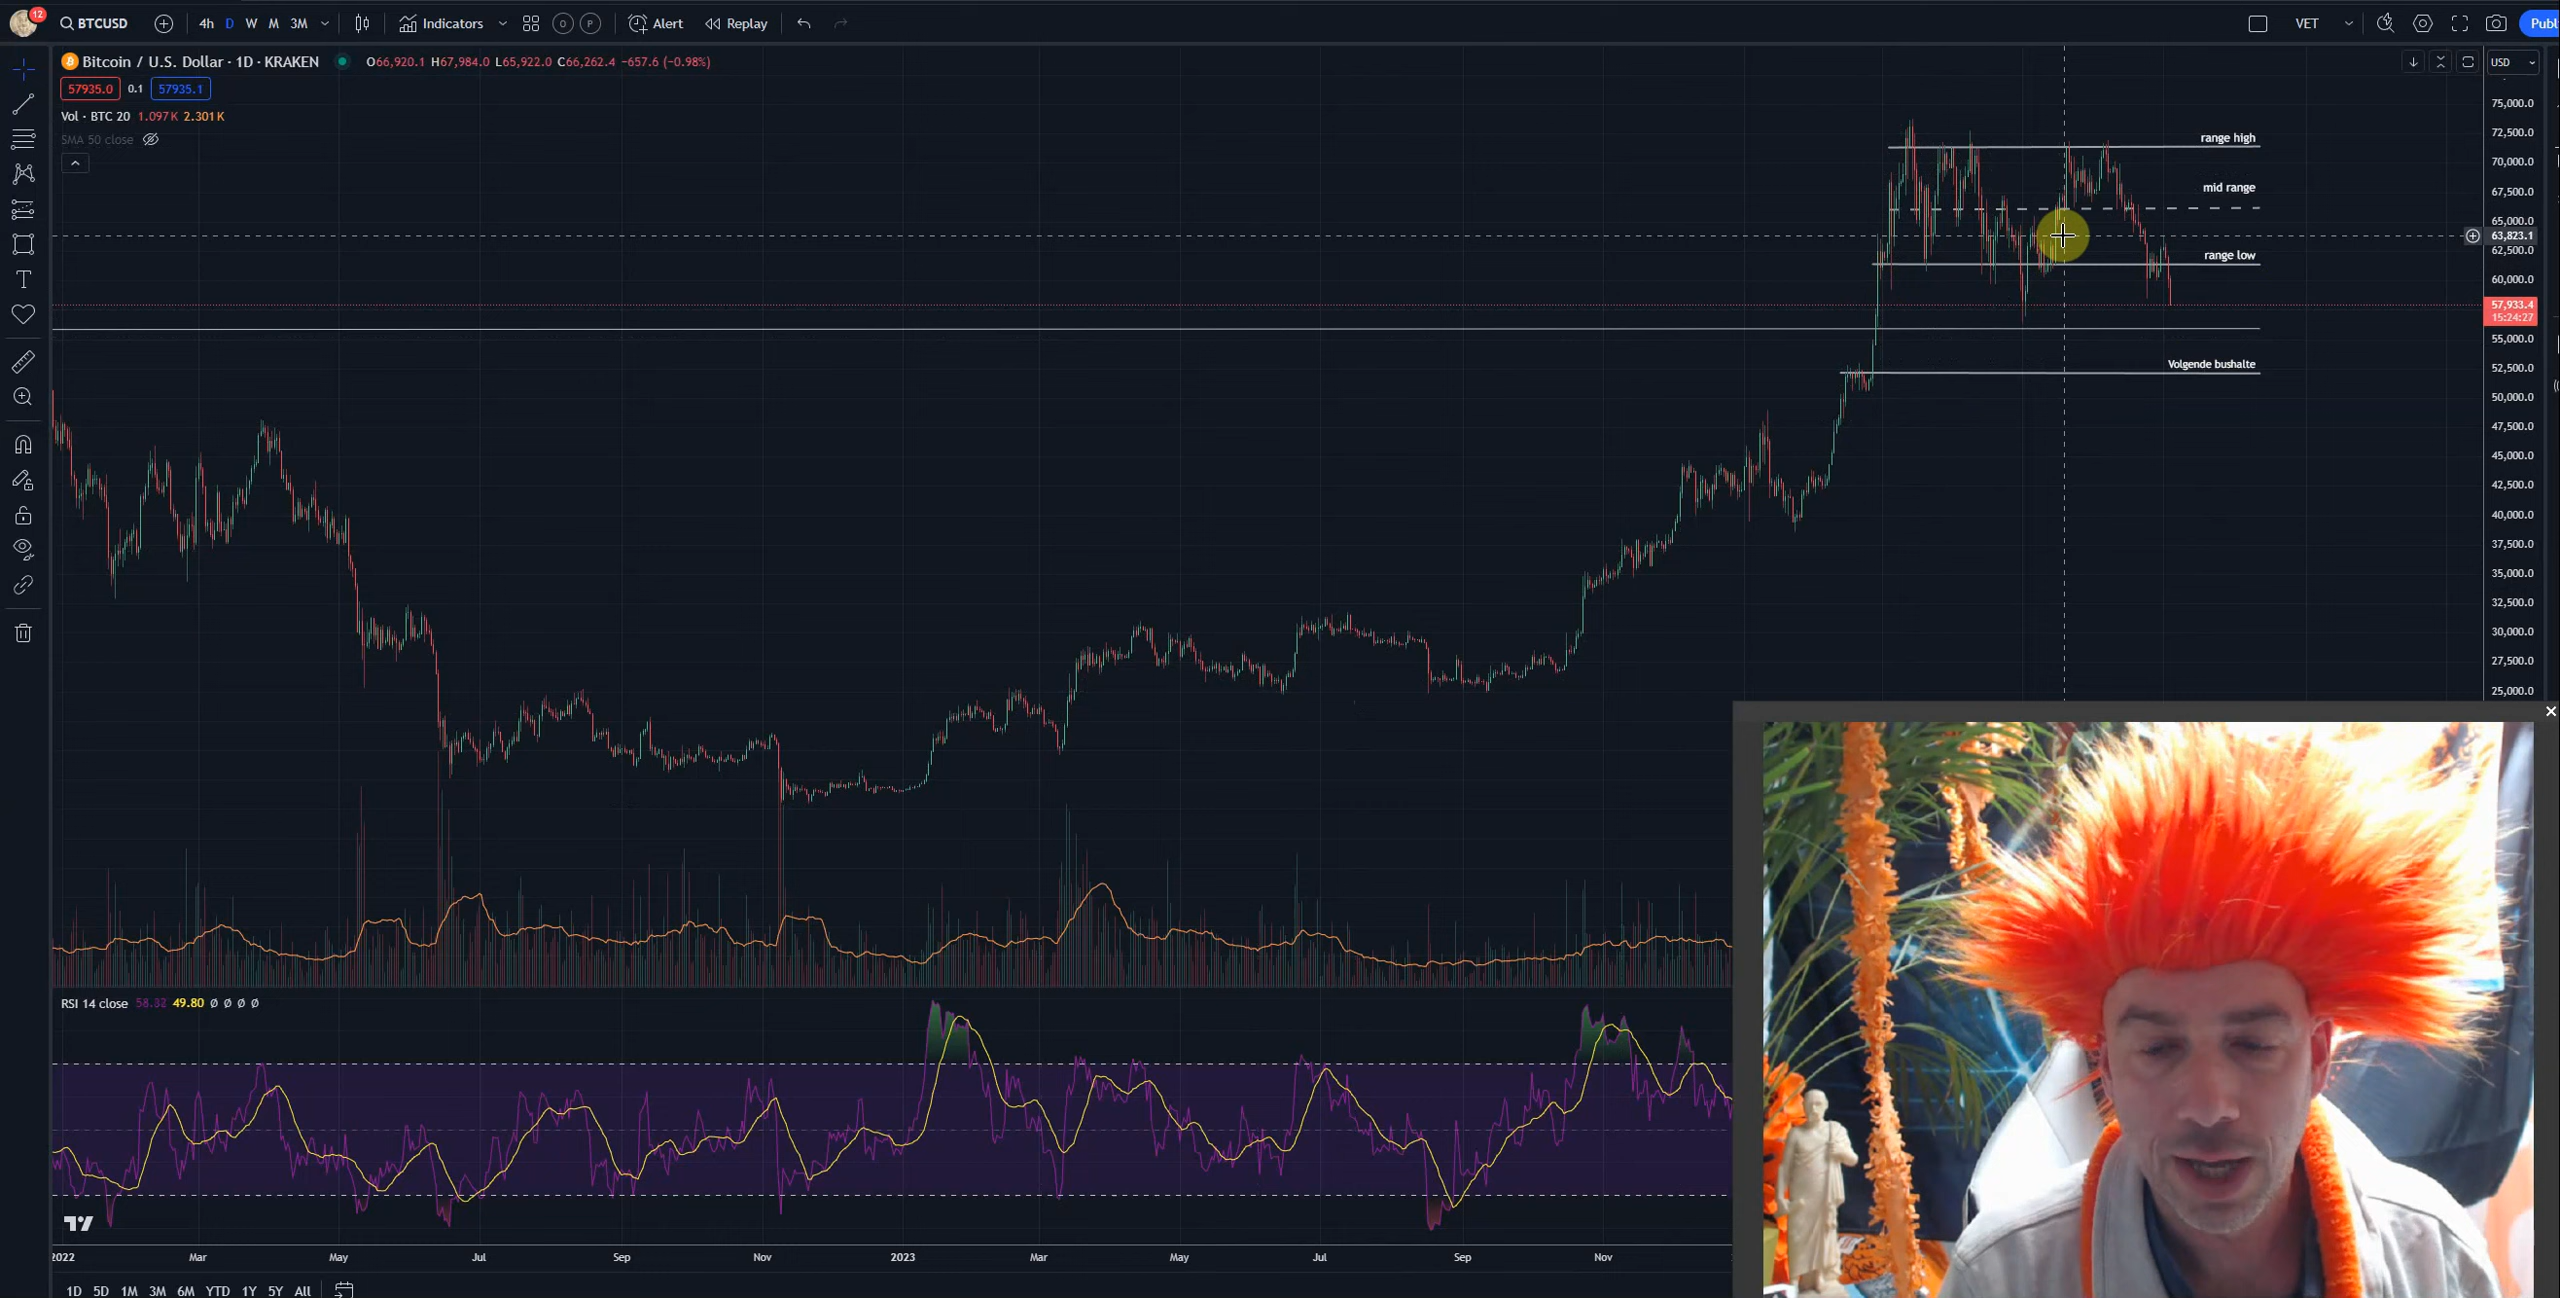 12 BTCUSD 4h D W M 3M Indicators Alert Replay VET Publ
Bitcoin / U.S. Dollar · 1D · KRAKEN O66,920.1 H67,984.0 L65,922.0 C66,262.4 −657.6 (−0.98%) USD
57935.0 0.1 57935.1
Vol · BTC 20 1.097K 2.301K
SMA 50 close
75,000.0
72,500.0
range high
70,000.0
mid range
67,500.0
65,000.0
63,823.1
62,500.0
range low
60,000.0
57,933.4
15:24:27
55,000.0
Volgende bushalte
52,500.0
50,000.0
47,500.0
45,000.0
42,500.0
40,000.0
37,500.0
35,000.0
32,500.0
30,000.0
27,500.0
25,000.0
RSI 14 close 58.32 49.80 ∅ ∅ ∅ ∅
2022 Mar May Jul Sep Nov 2023 Mar May Jul Sep Nov
1D 5D 1M 3M 6M YTD 1Y 5Y All